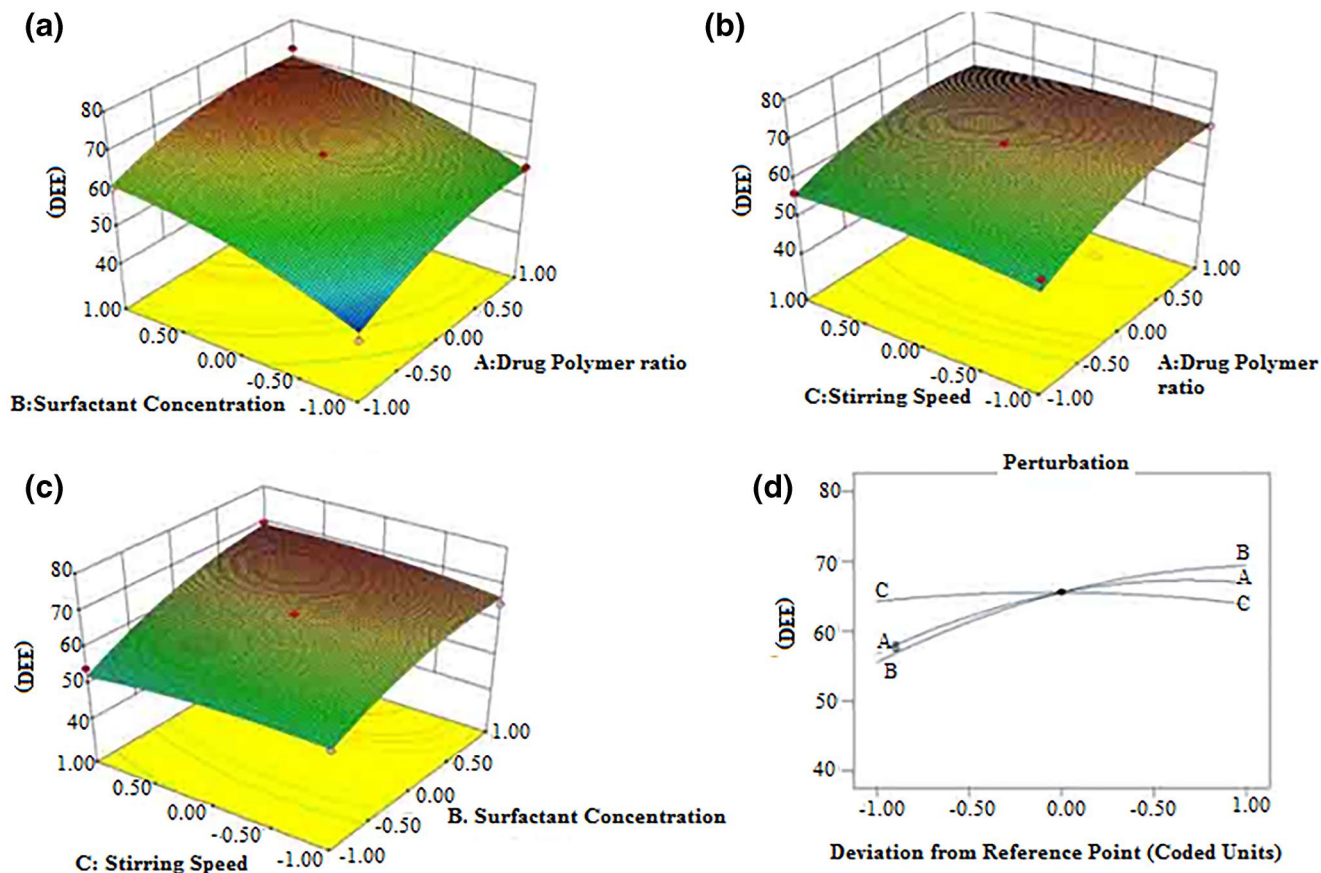 (a)
80
70
60
50
40
(DEE)
1.00
0.50
0.00
-0.50
-1.00
B:Surfactant Concentration
-1.00
-0.50
0.00
0.50
1.00
A:Drug Polymer ratio
(b)
80
70
60
50
40
(DEE)
1.00
0.50
0.00
-0.50
-1.00
C:Stirring Speed
-1.00
-0.50
0.00
0.50
1.00
A:Drug Polymer
ratio
(c)
80
70
60
50
40
(DEE)
1.00
0.50
0.00
-0.50
-1.00
C: Stirring Speed
-1.00
-0.50
0.00
0.50
1.00
B. Surfactant Concentration
(d)
Perturbation
80
70
60
50
40
(DEE)
C
A
B
B
A
C
-1.00
-0.50
0.00
-0.50
1.00
Deviation from Reference Point (Coded Units)